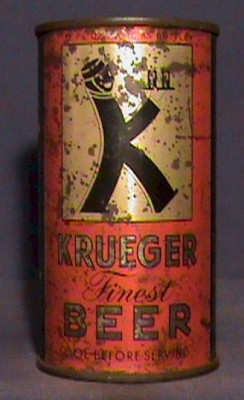 KRUEGER
Finest
BEER
COOL BEFORE SERVING